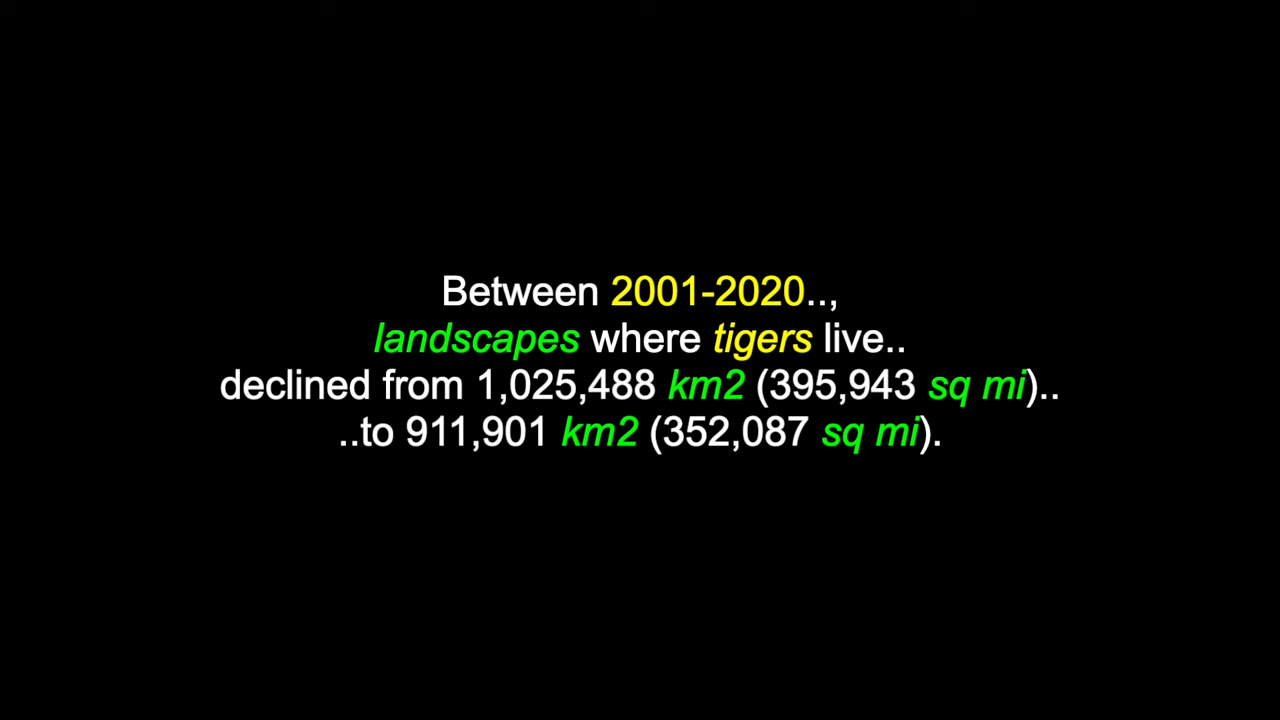 Between 2001-2020..,
landscapes where tigers live..
declined from 1,025,488 km2 (395,943 sq mi)..
..to 911,901 km2 (352,087 sq mi).